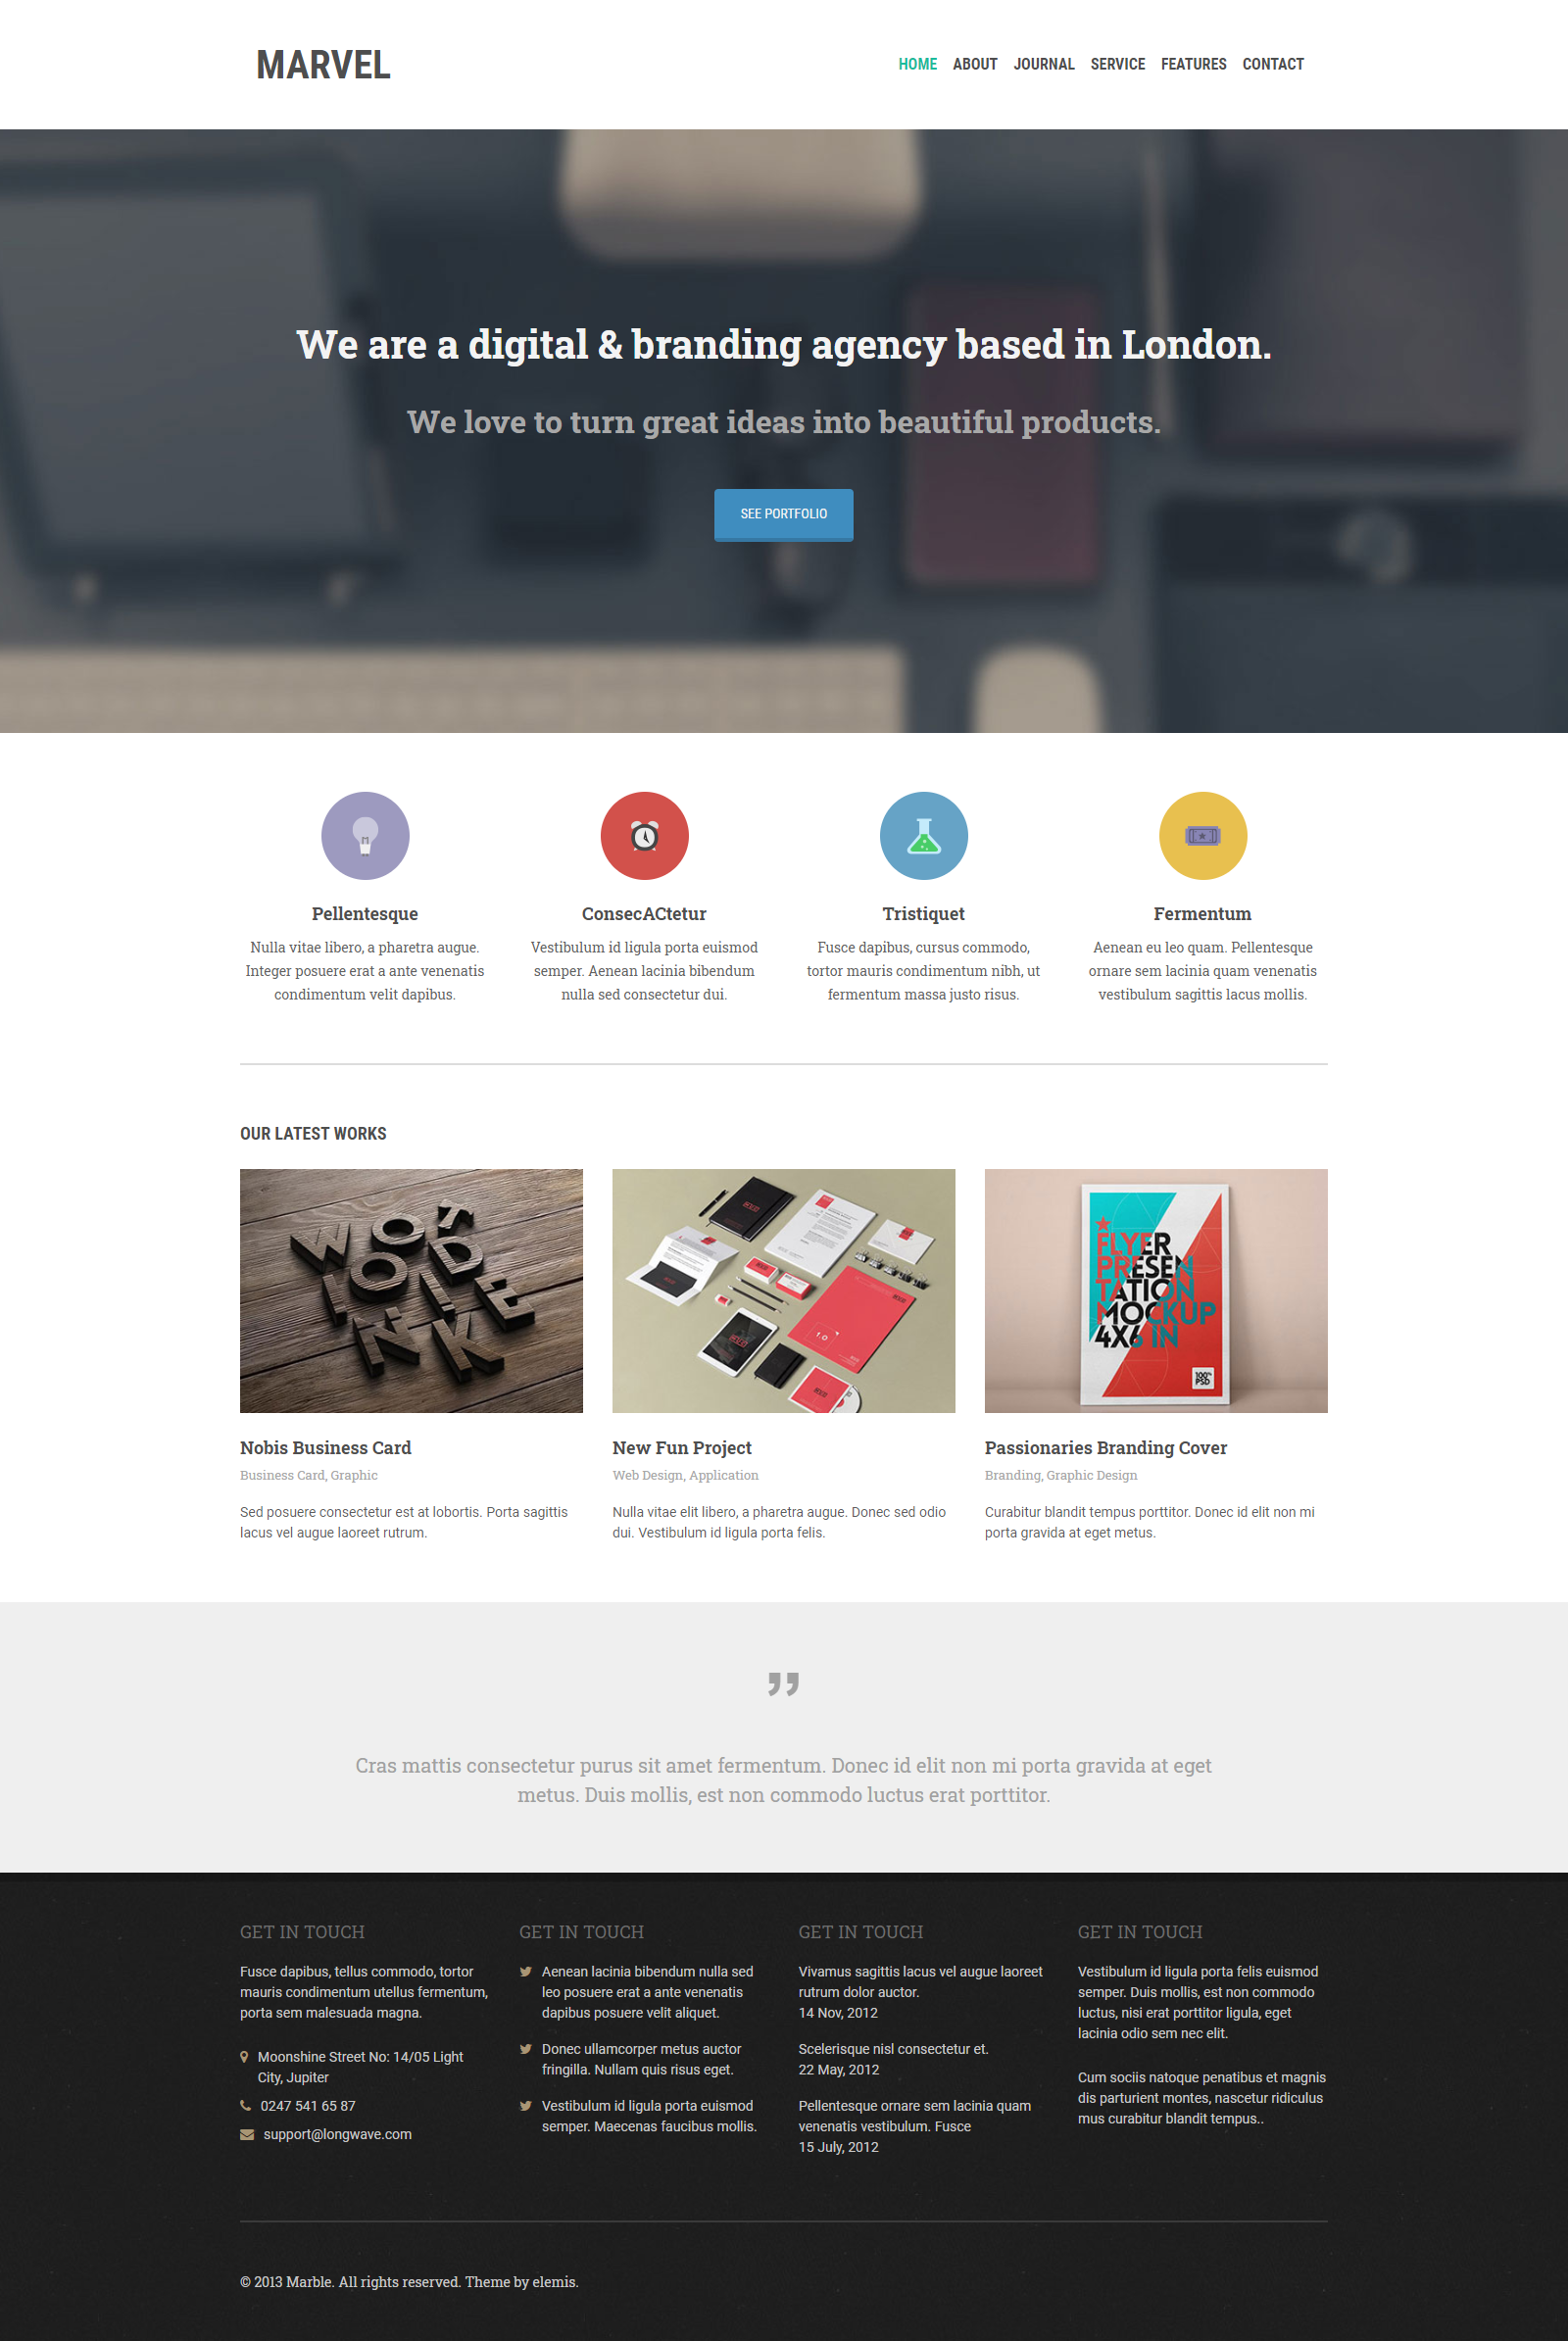 MARVEL
HOME ABOUT JOURNAL SERVICE FEATURES CONTACT
We are a digital & branding agency based in London.
We love to turn great ideas into beautiful products.
SEE PORTFOLIO
Pellentesque
Nulla vitae libero, a pharetra augue.
Integer posuere erat a ante venenatis
condimentum velit dapibus.
ConsecACtetur
Vestibulum id ligula porta euismod
semper. Aenean lacinia bibendum
nulla sed consectetur dui.
Tristiquet
Fusce dapibus, cursus commodo,
tortor mauris condimentum nibh, ut
fermentum massa justo risus.
Fermentum
Aenean eu leo quam. Pellentesque
ornare sem lacinia quam venenatis
vestibulum sagittis lacus mollis.
OUR LATEST WORKS
WOT
IOD
NIE
NK
FLYER
PRESEN
TATION
MOCKUP
4X6 IN
100%
PSD
Nobis Business Card
Business Card, Graphic
Sed posuere consectetur est at lobortis. Porta sagittis
lacus vel augue laoreet rutrum.
New Fun Project
Web Design, Application
Nulla vitae elit libero, a pharetra augue. Donec sed odio
dui. Vestibulum id ligula porta felis.
Passionaries Branding Cover
Branding, Graphic Design
Curabitur blandit tempus porttitor. Donec id elit non mi
porta gravida at eget metus.
”
Cras mattis consectetur purus sit amet fermentum. Donec id elit non mi porta gravida at eget
metus. Duis mollis, est non commodo luctus erat porttitor.
GET IN TOUCH
Fusce dapibus, tellus commodo, tortor
mauris condimentum utellus fermentum,
porta sem malesuada magna.
Moonshine Street No: 14/05 Light
City, Jupiter
0247 541 65 87
support@longwave.com
GET IN TOUCH
Aenean lacinia bibendum nulla sed
leo posuere erat a ante venenatis
dapibus posuere velit aliquet.
Donec ullamcorper metus auctor
fringilla. Nullam quis risus eget.
Vestibulum id ligula porta euismod
semper. Maecenas faucibus mollis.
GET IN TOUCH
Vivamus sagittis lacus vel augue laoreet
rutrum dolor auctor.
14 Nov, 2012
Scelerisque nisl consectetur et.
22 May, 2012
Pellentesque ornare sem lacinia quam
venenatis vestibulum. Fusce
15 July, 2012
GET IN TOUCH
Vestibulum id ligula porta felis euismod
semper. Duis mollis, est non commodo
luctus, nisi erat porttitor ligula, eget
lacinia odio sem nec elit.
Cum sociis natoque penatibus et magnis
dis parturient montes, nascetur ridiculus
mus curabitur blandit tempus..
© 2013 Marble. All rights reserved. Theme by elemis.